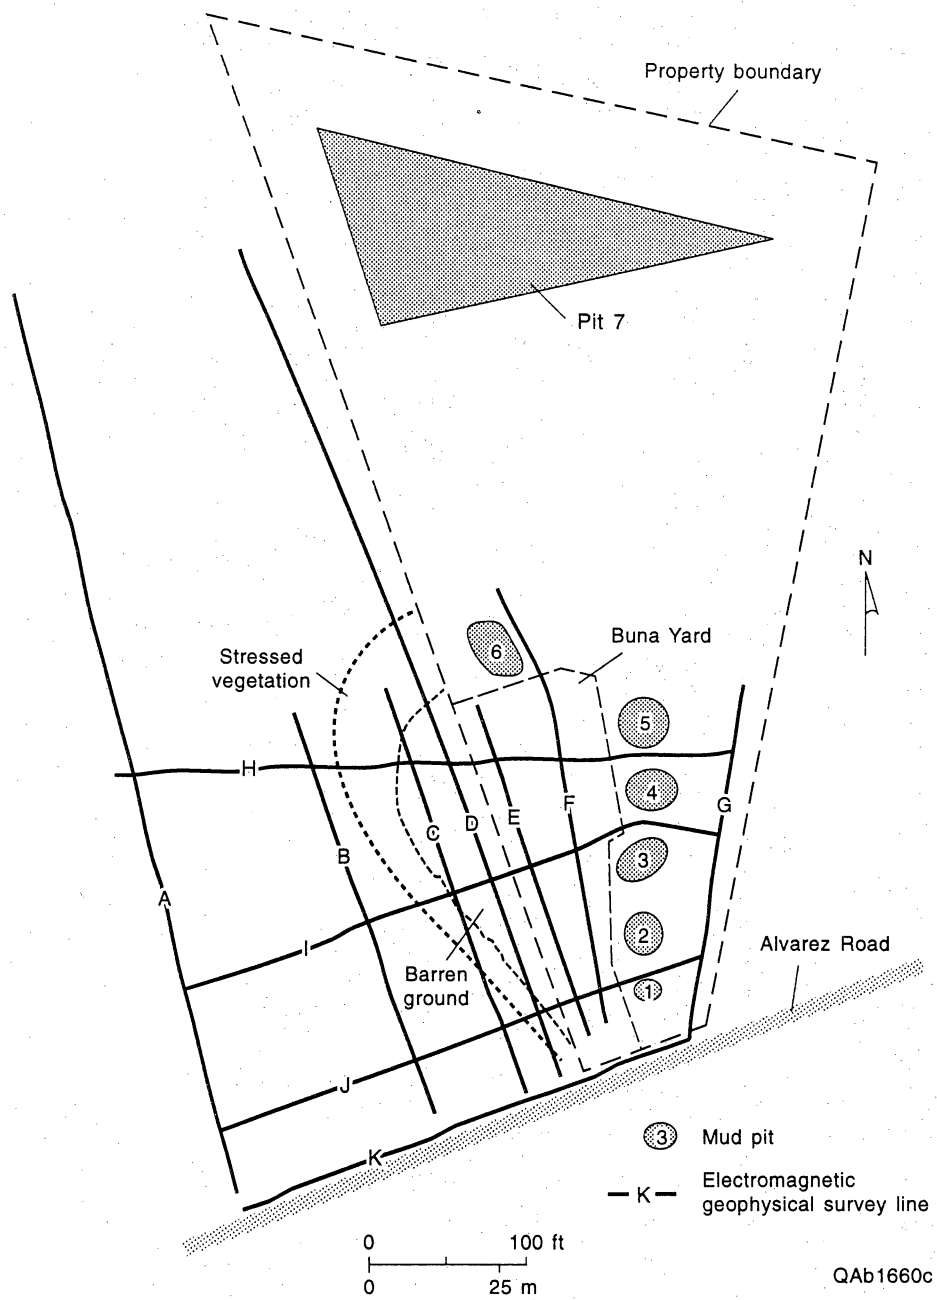 Property boundary
Pit 7
N
Buna Yard
6
Stressed
vegetation
5
H
4
G
F
E
D
C
B
3
A
2
I
Alvarez Road
Barren
ground
1
J
3 Mud pit
K
K Electromagnetic
geophysical survey line
0 100 ft
0 25 m
QAb1660c